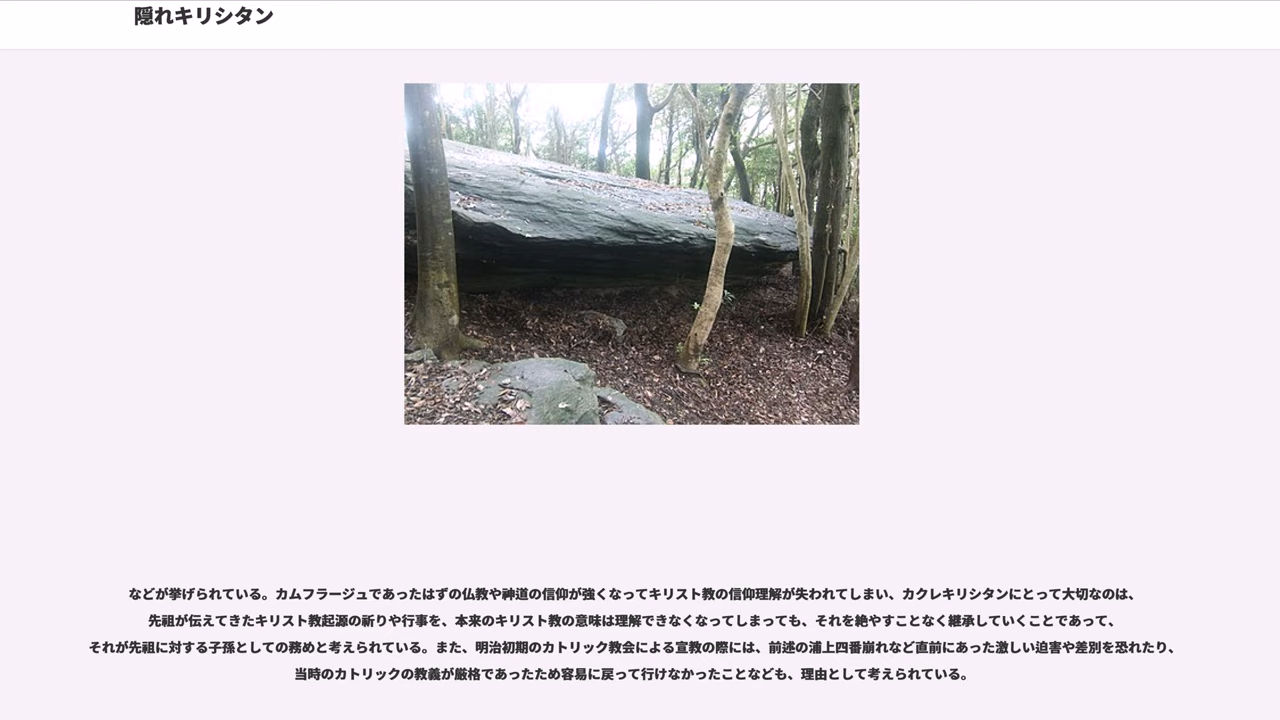 隠れキリシタン
などが挙げられている。カムフラージュであったはずの仏教や神道の信仰が強くなってキリスト教の信仰理解が失われてしまい、カクレキリシタンにとって大切なのは、
先祖が伝えてきたキリスト教起源の祈りや行事を、本来のキリスト教の意味は理解できなくなってしまっても、それを絶やすことなく継承していくことであって、
それが先祖に対する子孫としての務めと考えられている。また、明治初期のカトリック教会による宣教の際には、前述の浦上四番崩れなど直前にあった激しい迫害や差別を恐れたり、
当時のカトリックの教義が厳格であったため容易に戻って行けなかったことなども、理由として考えられている。